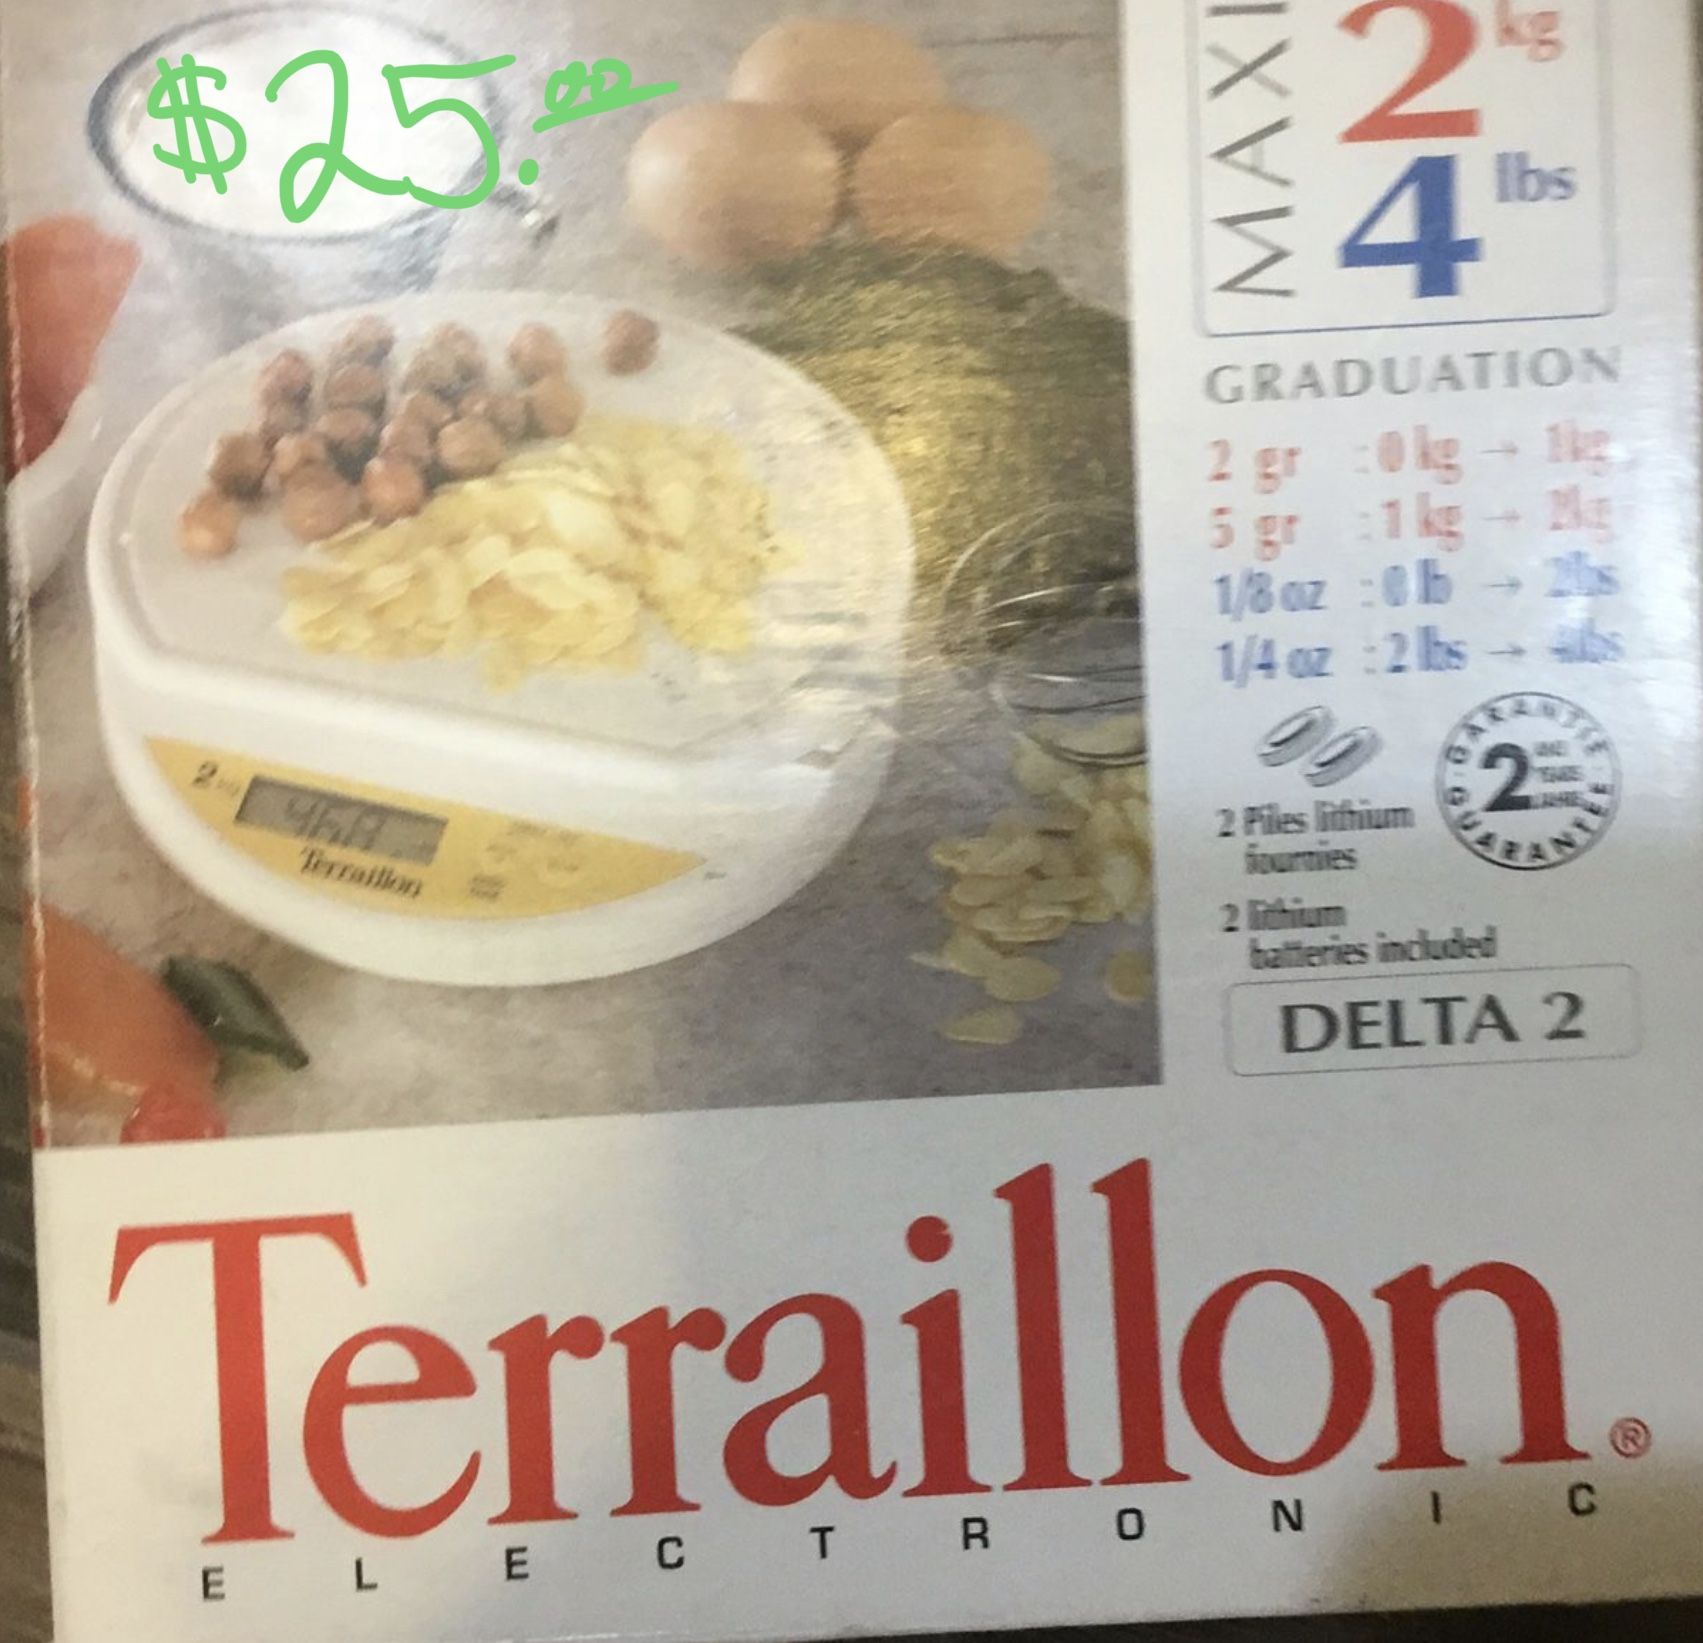 $25.00
MAXI
2 kg
4 lbs
GRADUATION
2 gr : 0 kg → 1kg
5 gr : 1 kg → 2kg
1/8 oz : 0 lb → 2lbs
1/4 oz : 2 lbs → 4lbs
GARANTIE
2
GUARANTEE
2 Piles lithium
fournies
2 lithium
batteries included
DELTA 2
2
Terraillon
Terraillon®
ELECTRONIC